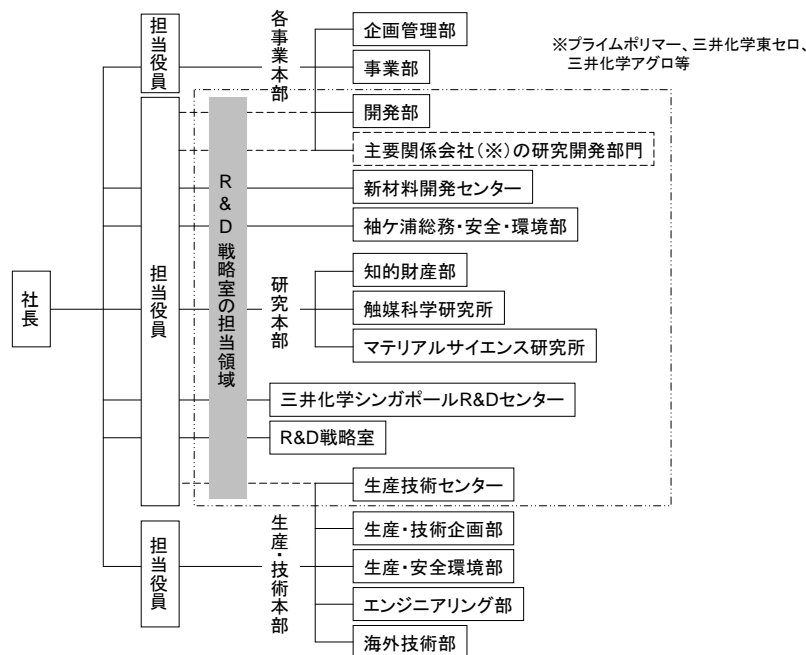 担当役員
各事業本部
企画管理部
事業部
開発部
主要関係会社(※)の研究開発部門
※プライムポリマー、三井化学東セロ、
三井化学アグロ等
社長
担当役員
R&D戦略室の担当領域
新材料開発センター
袖ケ浦総務・安全・環境部
研究本部
知的財産部
触媒科学研究所
マテリアルサイエンス研究所
三井化学シンガポールR&Dセンター
R&D戦略室
担当役員
生産・技術本部
生産技術センター
生産・技術企画部
生産・安全環境部
エンジニアリング部
海外技術部